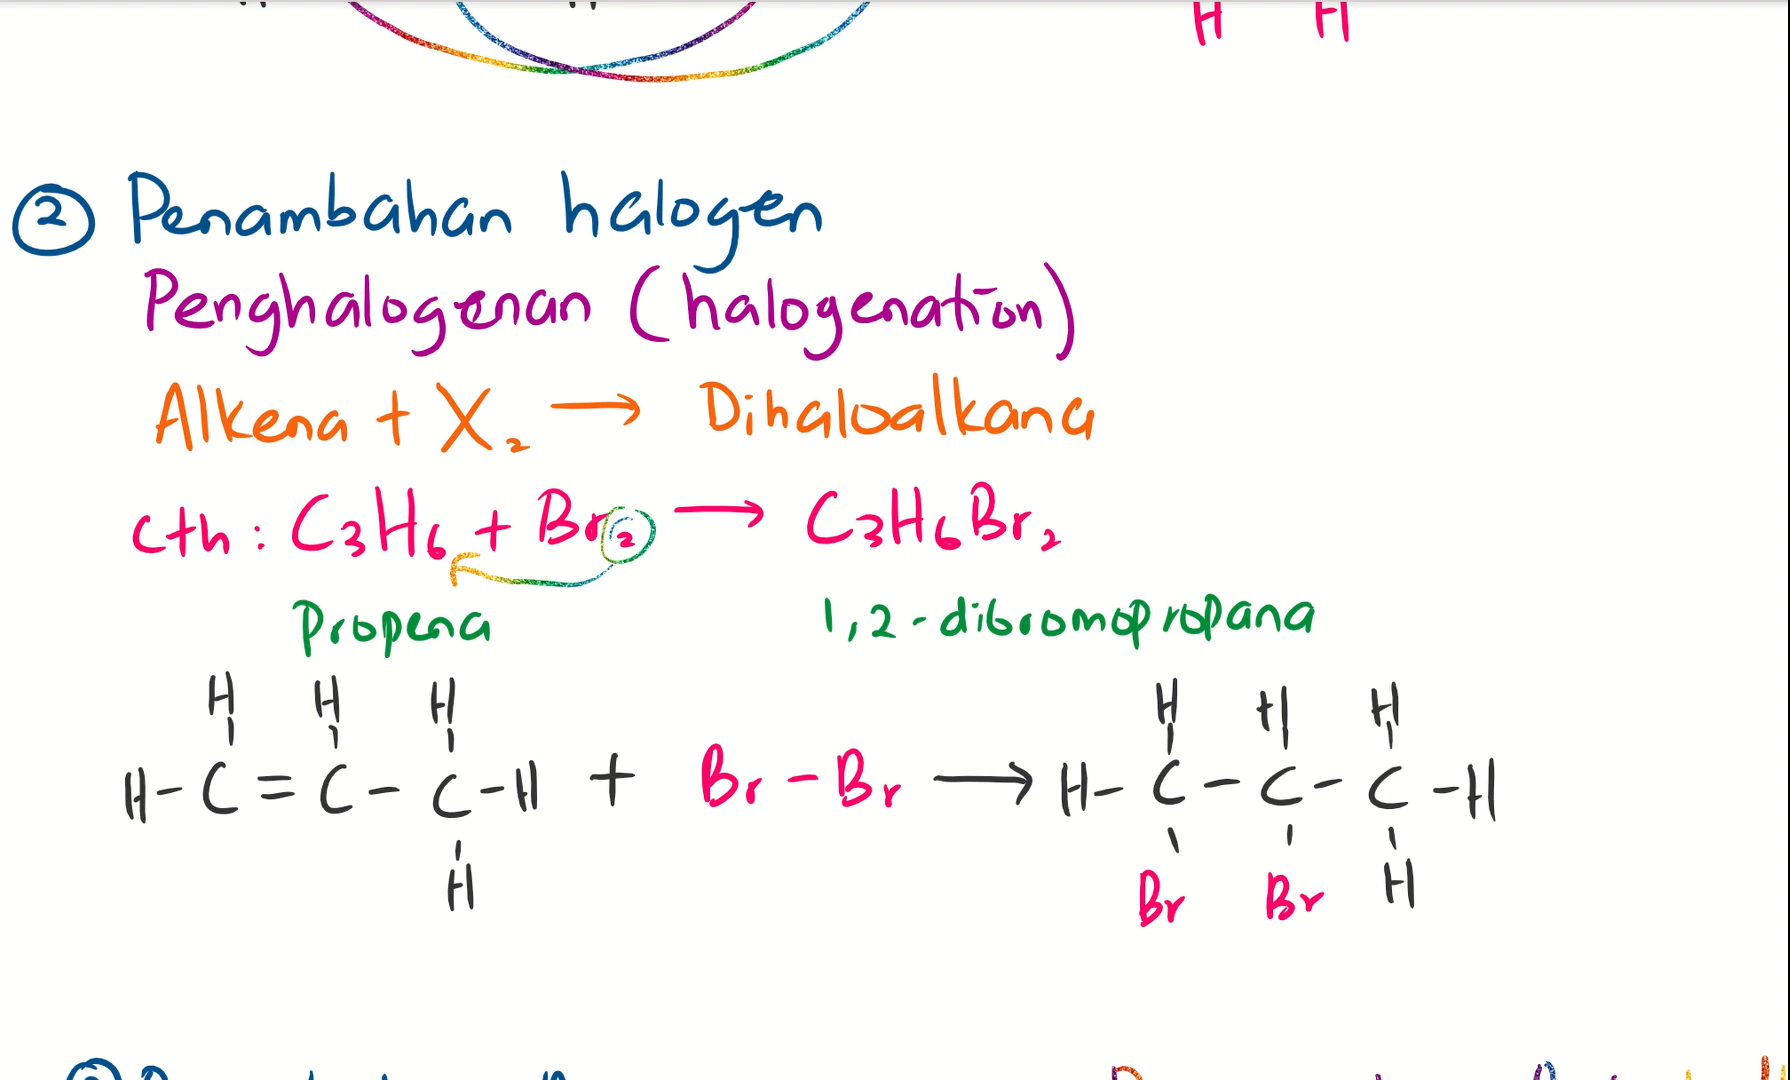 H H
② Penambahan halogen
Penghalogenan (halogenation)
Alkena + X₂ → Dihaloalkana
cth : C₃H₆ + Br₂ → C₃H₆Br₂
Propena 1,2-dibromopropana
H H H H H H
H-C=C-C-H + Br-Br → H-C-C-C-H
H Br Br H